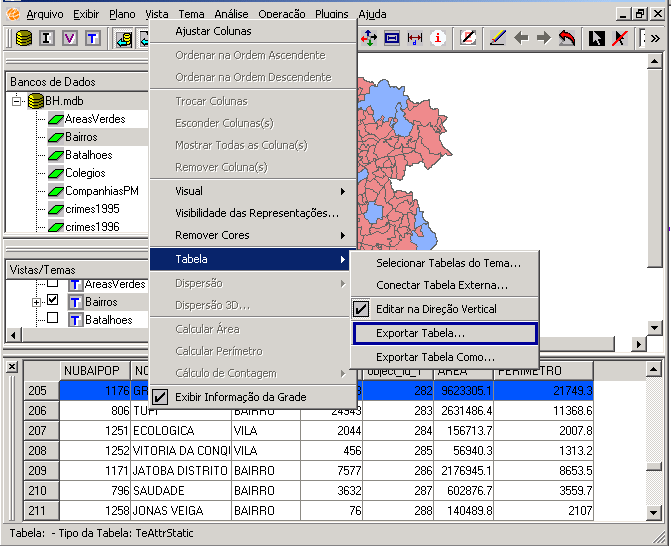 Arquivo Exibir Plano Vista Tema Análise Operação Plugins Ajuda
I V T
Ajustar Colunas
Ordenar na Ordem Ascendente
Ordenar na Ordem Descendente
Trocar Colunas
Esconder Colunas(s)
Mostrar Todas as Coluna(s)
Remover Coluna(s)
Visual
Visibilidade das Representações...
Remover Cores
Tabela
Dispersão
Dispersão 3D...
Calcular Área
Calcular Perímetro
Cálculo de Contagem
Exibir Informação da Grade
Selecionar Tabelas do Tema...
Conectar Tabela Externa...
Editar na Direção Vertical
Exportar Tabela...
Exportar Tabela Como...
Bancos de Dados
BH.mdb
AreasVerdes
Bairros
Batalhoes
Colegios
CompanhiasPM
crimes1995
crimes1996
Vistas/Temas
T AreasVerdes
T Bairros
T Batalhoes
NUBAIPOP NO object_id_1 AREA PERIMETRO
205 1176 GR 8 282 9623305.1 21749.3
206 806 TUPI BAIRRO 24943 283 2631486.4 11368.6
207 1251 ECOLOGICA VILA 2044 284 156713.7 2007.8
208 1252 VITORIA DA CONQU VILA 456 285 56940.3 1313.2
209 1171 JATOBA DISTRITO BAIRRO 7577 286 2176945.1 8653.5
210 796 SAUDADE BAIRRO 3632 287 602876.7 3559.7
211 1258 JONAS VEIGA BAIRRO 76 288 140489.8 2107
Tabela: - Tipo da Tabela: TeAttrStatic